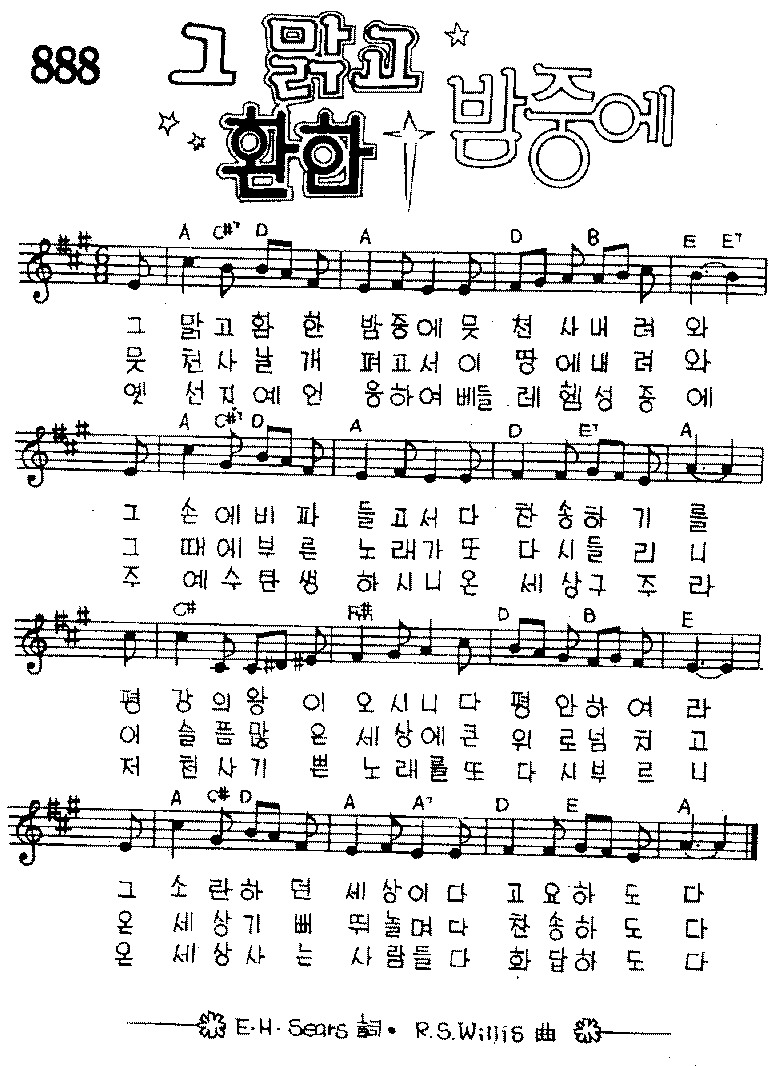 888
그 맑고
환한 밤중에
A C#7 D A D B E E7
그 맑고환 한 밤중에뭇 천 사내 려 와
뭇 천사날 개 펴고서이 땅 에내 려 와
옛 선지예 언 응하여베들 레 헴성 중 에
A C#7 D A D E7 A
그 손에비 파 들고서다 찬 송하 기 를
그 때에부 른 노래가또 다 시들 리 니
주 예수탄 생 하시니온 세 상구 주 라
C# F# D B E
평 강의왕 이 오시니다 평 안하 여 라
이 슬픔많 은 세상에큰 위 로넘 치 고
저 천사기 쁜 노래를또 다 시부 르 니
A C# D A A7 D E A
그 소란하 던 세상이다 고 요하 도 다
온 세상기 뻐 뛰놀며다 찬 송하 도 다
온 세상사 는 사람들다 화 답하 도 다
E.H. Sears 詞. R.S.Willis 曲